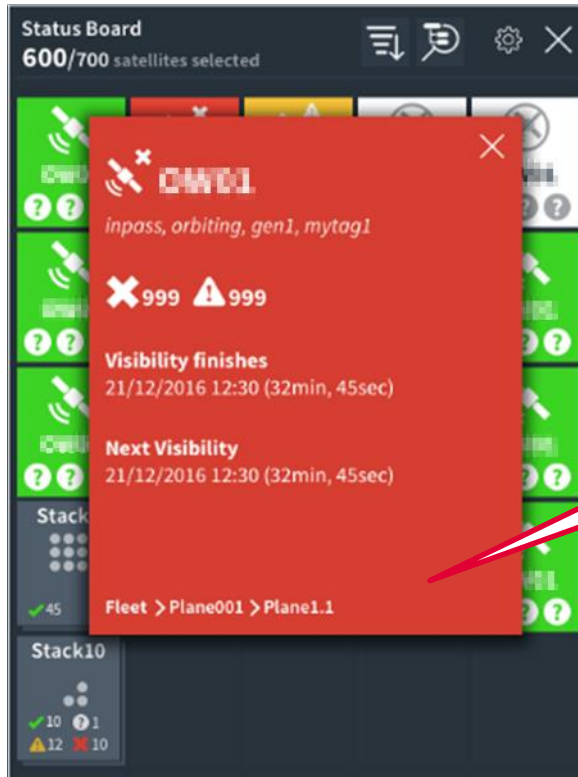 Status Board
600/700 satellites selected
inpass, orbiting, gen1, mytag1
999 999
Visibility finishes
21/12/2016 12:30 (32min, 45sec)
Next Visibility
21/12/2016 12:30 (32min, 45sec)
Fleet > Plane001 > Plane1.1
Stack
45
Stack10
10 ? 1
12 10